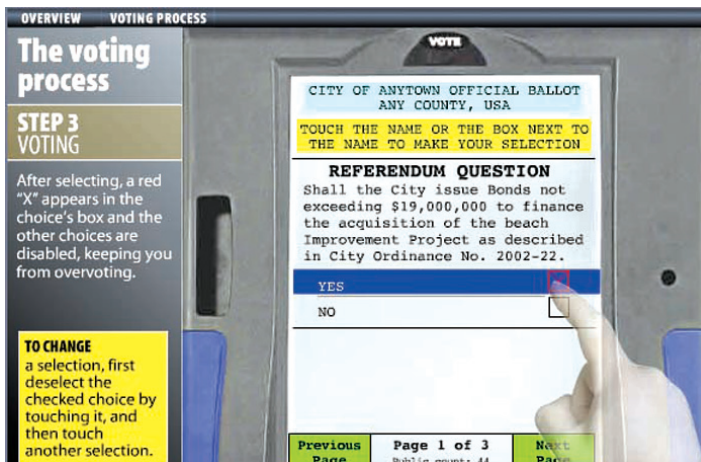 OVERVIEW VOTING PROCESS
The voting
process
STEP 3
VOTING
After selecting, a red
“X” appears in the
choice’s box and the
other choices are
disabled, keeping you
from overvoting.
TO CHANGE
a selection, first
deselect the
checked choice by
touching it, and
then touch
another selection.
VOTE
CITY OF ANYTOWN OFFICIAL BALLOT
ANY COUNTY, USA
TOUCH THE NAME OR THE BOX NEXT TO
THE NAME TO MAKE YOUR SELECTION
REFERENDUM QUESTION
Shall the City issue Bonds not
exceeding $19,000,000 to finance
the acquisition of the beach
Improvement Project as described
in City Ordinance No. 2002-22.
YES
NO
Previous
Page
Page 1 of 3
Public count: 44
Next
Page